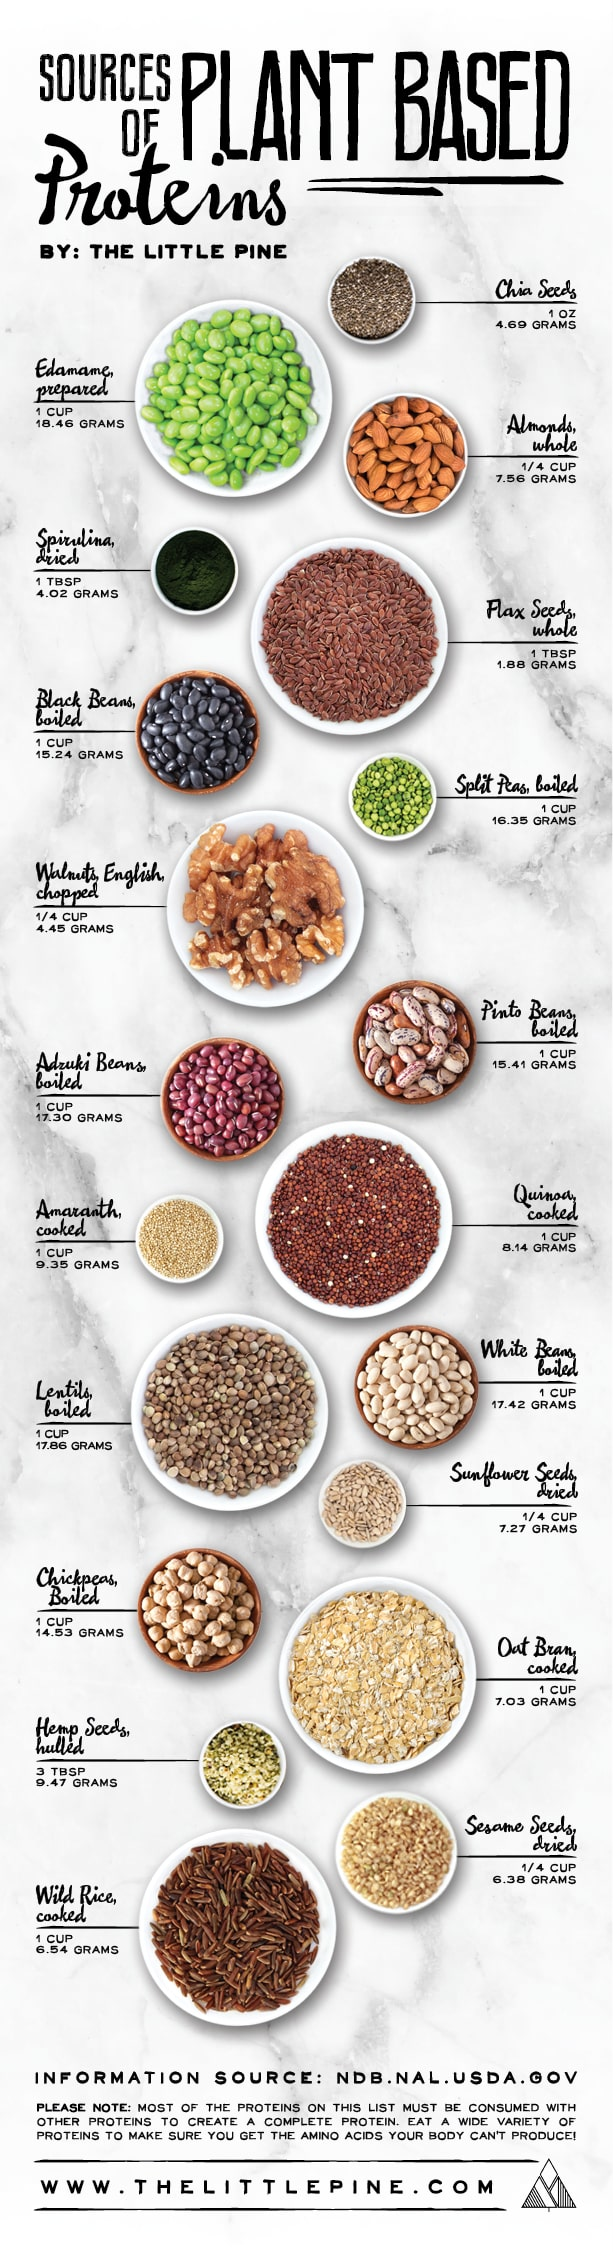 SOURCES
OF
PLANT BASED
Proteins
BY: THE LITTLE PINE
Chia Seeds
1 OZ
4.69 GRAMS
Edamame,
prepared
1 CUP
18.46 GRAMS
Almonds,
whole
1/4 CUP
7.56 GRAMS
Spirulina,
dried
1 TBSP
4.02 GRAMS
Flax Seeds,
whole
1 TBSP
1.88 GRAMS
Black Beans,
boiled
1 CUP
15.24 GRAMS
Split Peas, boiled
1 CUP
16.35 GRAMS
Walnuts, English,
chopped
1/4 CUP
4.45 GRAMS
Pinto Beans,
boiled
1 CUP
15.41 GRAMS
Adzuki Beans,
boiled
1 CUP
17.30 GRAMS
Quinoa,
cooked
1 CUP
8.14 GRAMS
Amaranth,
cooked
1 CUP
9.35 GRAMS
White Beans,
boiled
1 CUP
17.42 GRAMS
Lentils,
boiled
1 CUP
17.86 GRAMS
Sunflower Seeds,
dried
1/4 CUP
7.27 GRAMS
Chickpeas,
Boiled
1 CUP
14.53 GRAMS
Oat Bran,
cooked
1 CUP
7.03 GRAMS
Hemp Seeds,
hulled
3 TBSP
9.47 GRAMS
Sesame Seeds,
dried
1/4 CUP
6.38 GRAMS
Wild Rice,
cooked
1 CUP
6.54 GRAMS
INFORMATION SOURCE: NDB.NAL.USDA.GOV
PLEASE NOTE: MOST OF THE PROTEINS ON THIS LIST MUST BE CONSUMED WITH
OTHER PROTEINS TO CREATE A COMPLETE PROTEIN. EAT A WIDE VARIETY OF
PROTEINS TO MAKE SURE YOU GET THE AMINO ACIDS YOUR BODY CAN'T PRODUCE!
WWW.THELITTLEPINE.COM